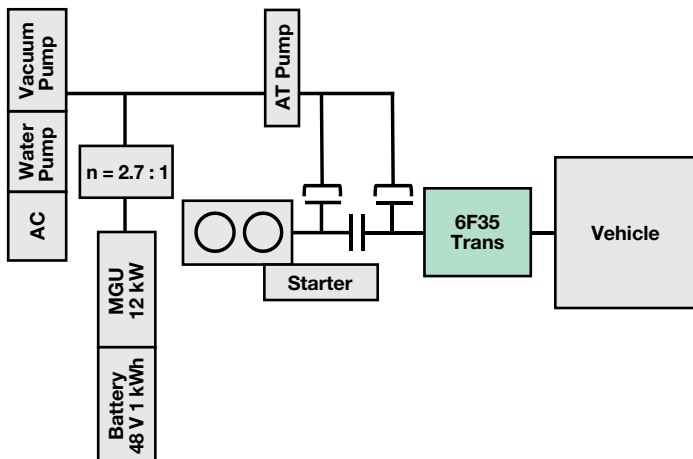 Vacuum
Pump
Water
Pump
AC
AT Pump
n = 2.7 : 1
MGU
12 kW
Battery
48 V 1 kWh
Starter
6F35
Trans
Vehicle